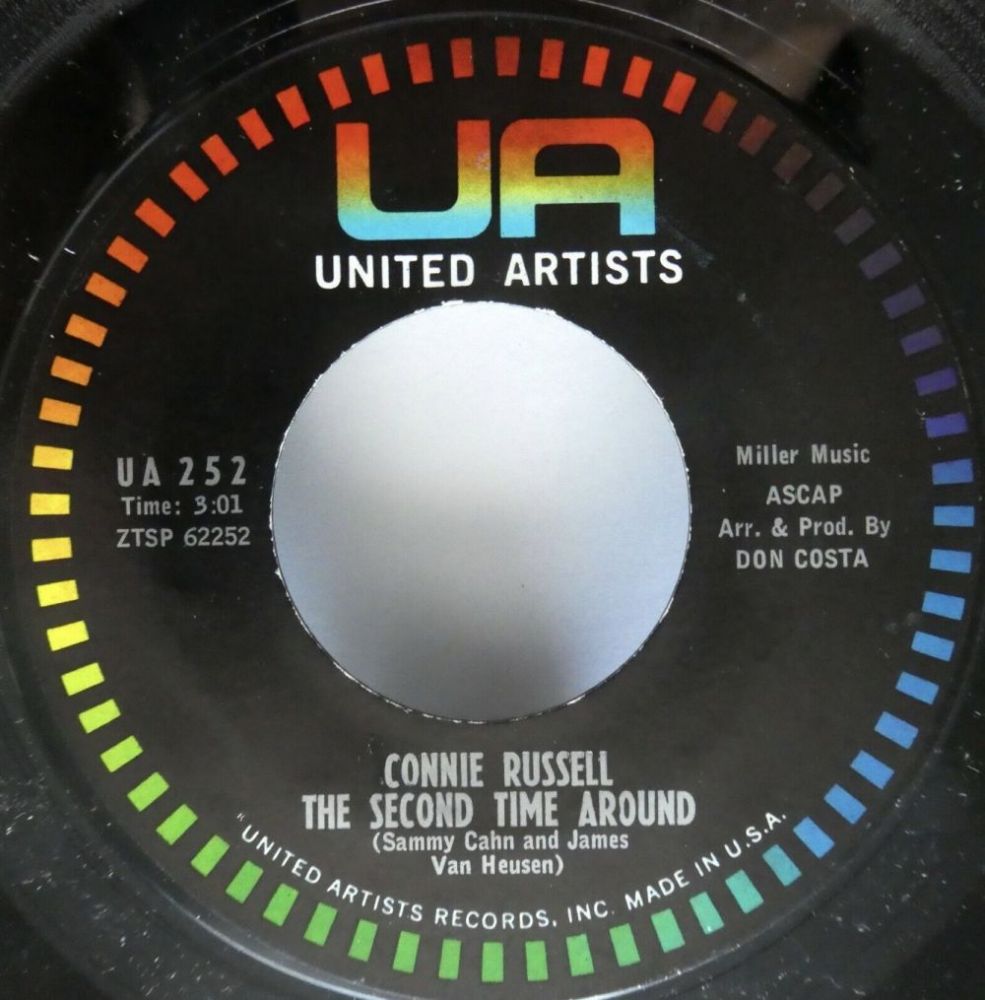 UA
UNITED ARTISTS
UA 252
Time: 3:01
ZTSP 62252
Miller Music
ASCAP
Arr. & Prod. By
DON COSTA
CONNIE RUSSELL
THE SECOND TIME AROUND
(Sammy Cahn and James
Van Heusen)
"UNITED ARTISTS RECORDS, INC. MADE IN U.S.A.